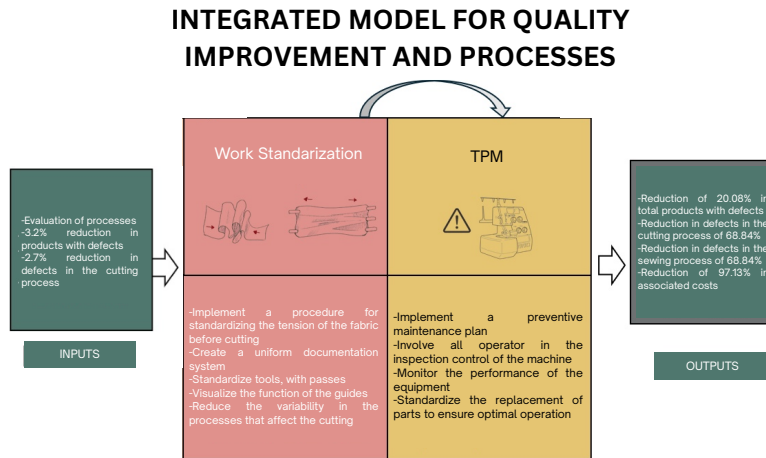 INTEGRATED MODEL FOR QUALITY
IMPROVEMENT AND PROCESSES
Work Standarization
TPM
-Evaluation of processes
-3.2% reduction in
products with defects
-2.7% reduction in
defects in the cutting
process
INPUTS
-Implement a procedure for
standardizing the tension of the fabric
before cutting
-Create a uniform documentation
system
-Standardize tools, with passes
-Visualize the function of the guides
-Reduce the variability in the
processes that affect the cutting
-Implement a preventive
maintenance plan
-Involve all operator in the
inspection control of the machine
-Monitor the performance of the
equipment
-Standardize the replacement of
parts to ensure optimal operation
-Reduction of 20.08% in
total products with defects
-Reduction in defects in the
cutting process of 68.84%
-Reduction in defects in the
sewing process of 68.84%
-Reduction of 97.13% in
associated costs
OUTPUTS